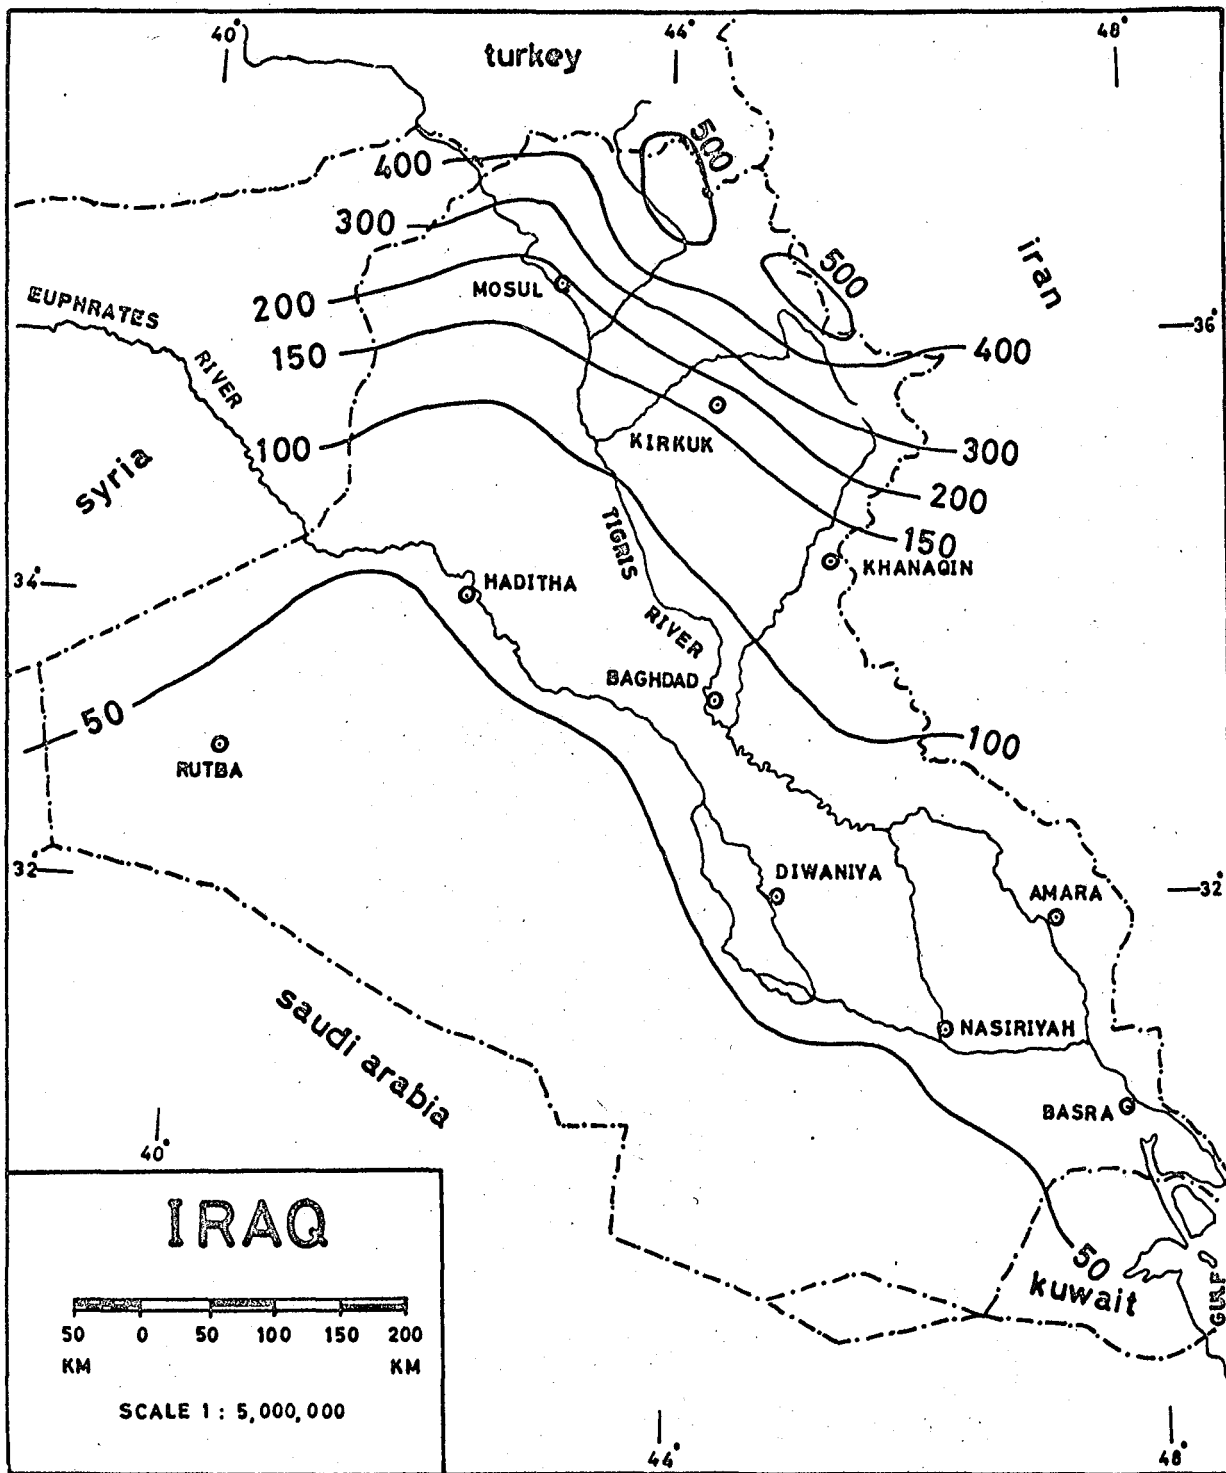 40°
44°
48°
turkey
500
400
300
500
iran
MOSUL
200
EUPHRATES
RIVER
36°
150
400
KIRKUK
100
300
syria
200
TIGRIS
RIVER
150
34°
HADITHA
KHANAQIN
BAGHDAD
50
RUTBA
100
32
DIWANIYA
AMARA
32°
saudi arabia
NASIRIYAH
BASRA
40°
IRAQ
50
kuwait
GULF
50 0 50 100 150 200
KM KM
SCALE 1 : 5,000,000
44°
48°